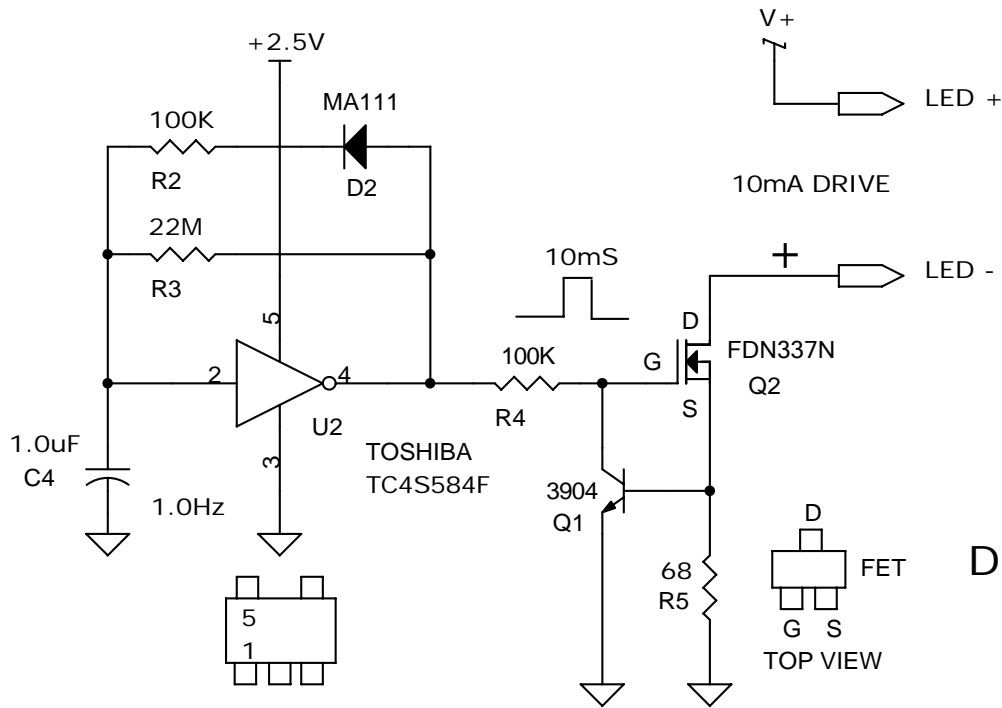 V+
+2.5V
LED +
MA111
100K
D2
R2
10mA DRIVE
22M
R3
10mS
LED -
5
D
100K
G
FDN337N
2
4
Q2
R4
S
U2
1.0uF
C4
3
TOSHIBA
TC4S584F
1.0Hz
3904
Q1
D
68
R5
FET
D
5
1
G S
TOP VIEW